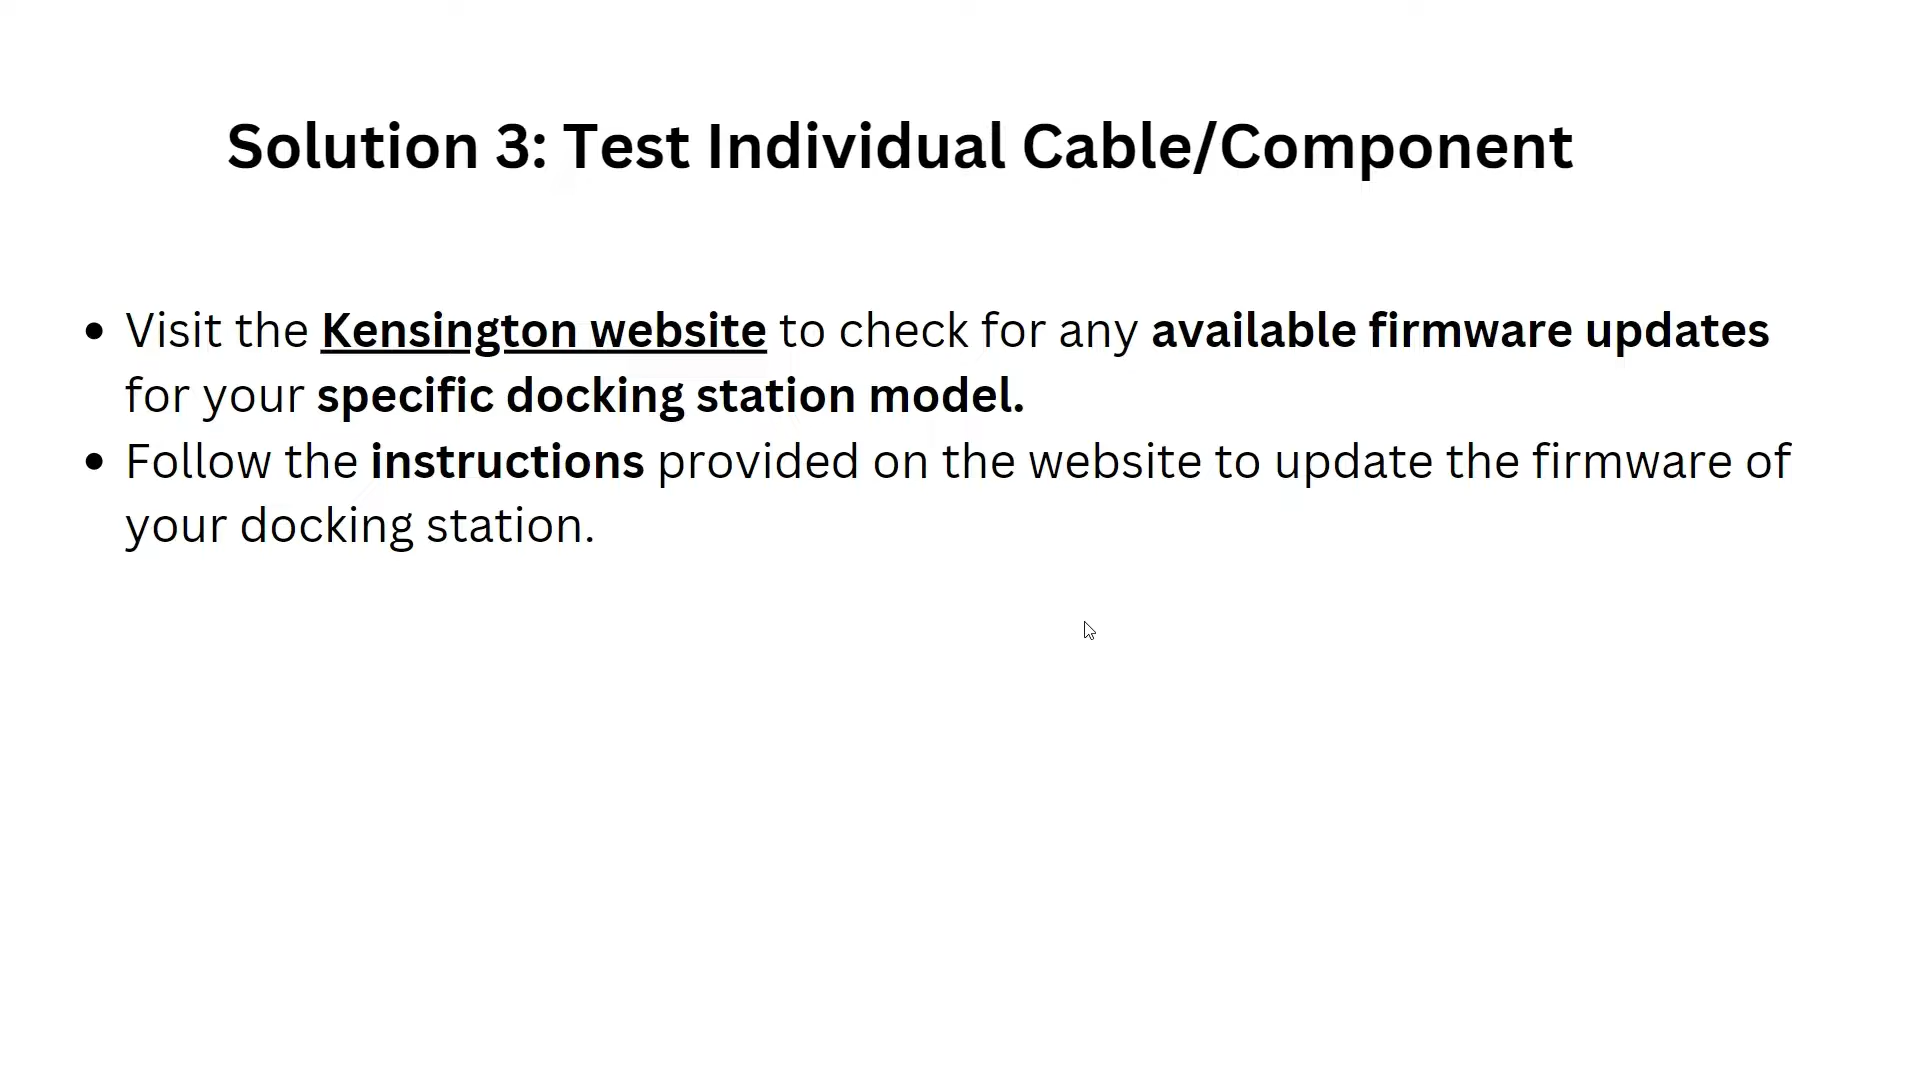 Solution 3: Test Individual Cable/Component
• Visit the Kensington website to check for any available firmware updates
for your specific docking station model.
• Follow the instructions provided on the website to update the firmware of
your docking station.